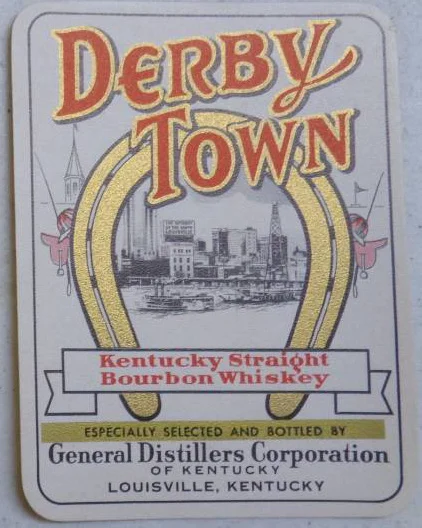 DERBY
TOWN
Kentucky Straight
Bourbon Whiskey
ESPECIALLY SELECTED AND BOTTLED BY
General Distillers Corporation
OF KENTUCKY
LOUISVILLE, KENTUCKY